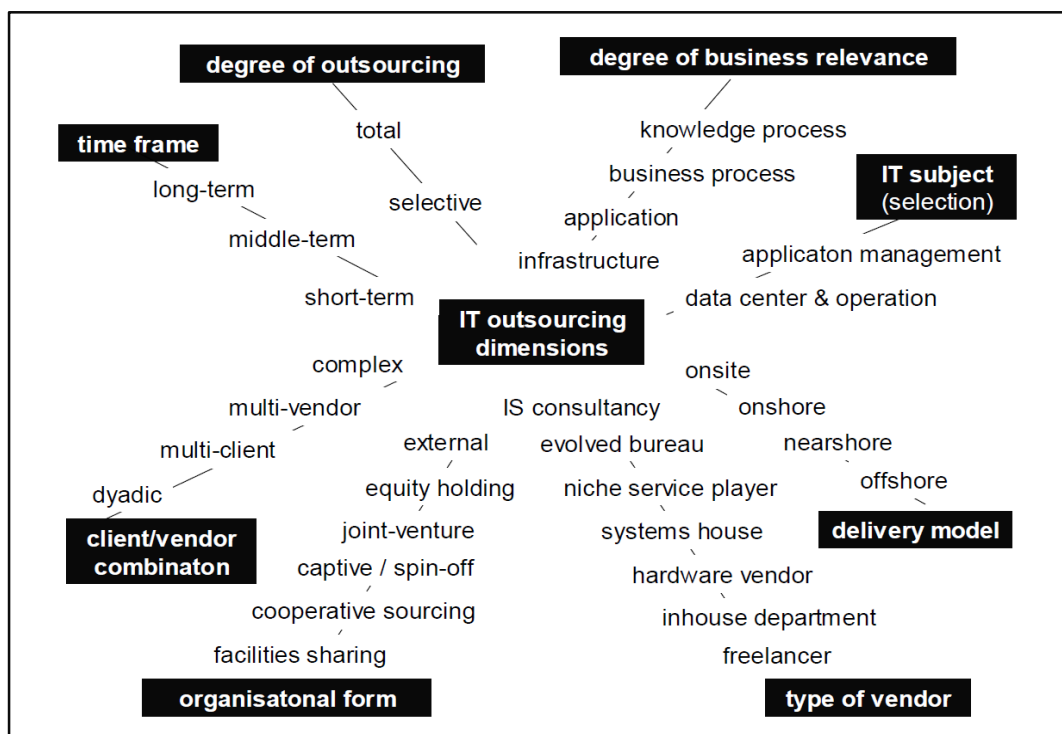 degree of outsourcing
total
selective
degree of business relevance
knowledge process
business process
application
infrastructure
time frame
long-term
middle-term
short-term
IT subject
(selection)
applicaton management
data center & operation
IT outsourcing
dimensions
complex
multi-vendor
multi-client
dyadic
client/vendor
combinaton
external
equity holding
joint-venture
captive / spin-off
cooperative sourcing
facilities sharing
organisatonal form
IS consultancy
evolved bureau
niche service player
systems house
hardware vendor
inhouse department
freelancer
type of vendor
onsite
onshore
nearshore
offshore
delivery model